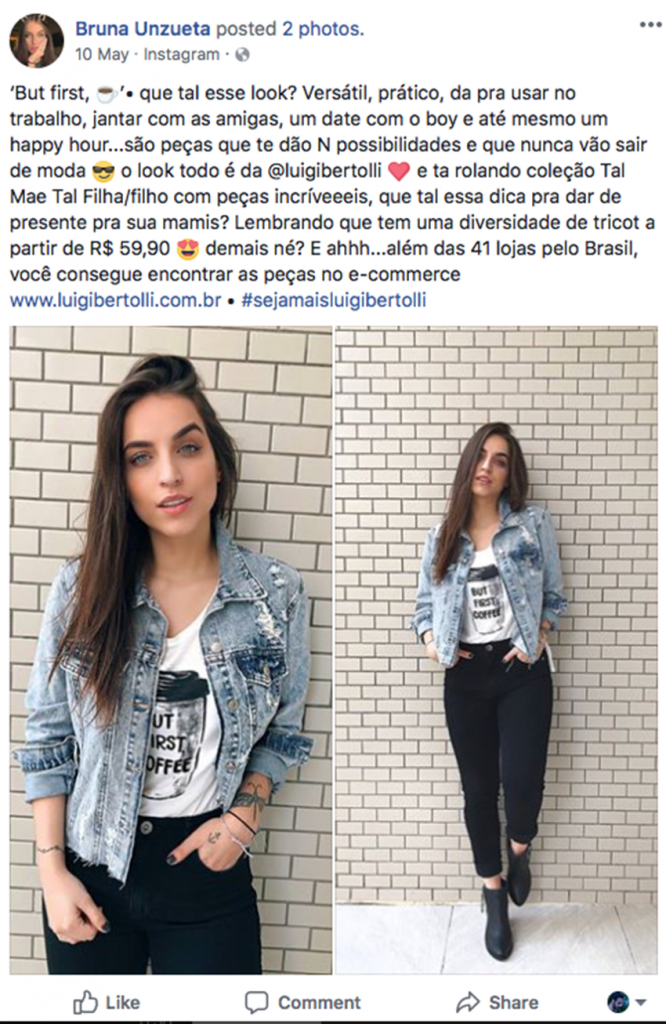 Bruna Unzueta posted 2 photos.
10 May · Instagram ·
‘But first, ☕’• que tal esse look? Versátil, prático, da pra usar no
trabalho, jantar com as amigas, um date com o boy e até mesmo um
happy hour...são peças que te dão N possibilidades e que nunca vão sair
de moda 😎 o look todo é da @luigibertolli ❤️ e ta rolando coleção Tal
Mae Tal Filha/filho com peças incríveeeis, que tal essa dica pra dar de
presente pra sua mamis? Lembrando que tem uma diversidade de tricot a
partir de R$ 59,90 😍 demais né? E ahhh...além das 41 lojas pelo Brasil,
você consegue encontrar as peças no e-commerce
www.luigibertolli.com.br • #sejamaisluigibertolli
UT
IRST
OFFEE
BUT
FIRST
COFFEE
Like Comment Share